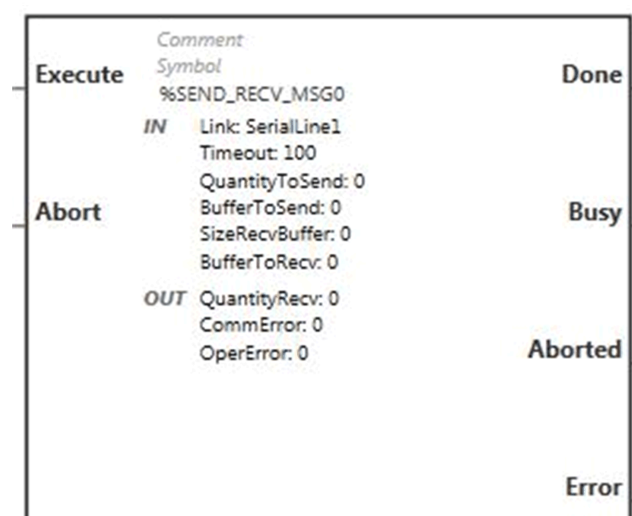 Comment
Execute
Symbol
Done
%SEND_RECV_MSG0
IN Link: SerialLine1
Timeout: 100
QuantityToSend: 0
Abort
BufferToSend: 0
Busy
SizeRecvBuffer: 0
BufferToRecv: 0
OUT QuantityRecv: 0
CommError: 0
OperError: 0
Aborted
Error